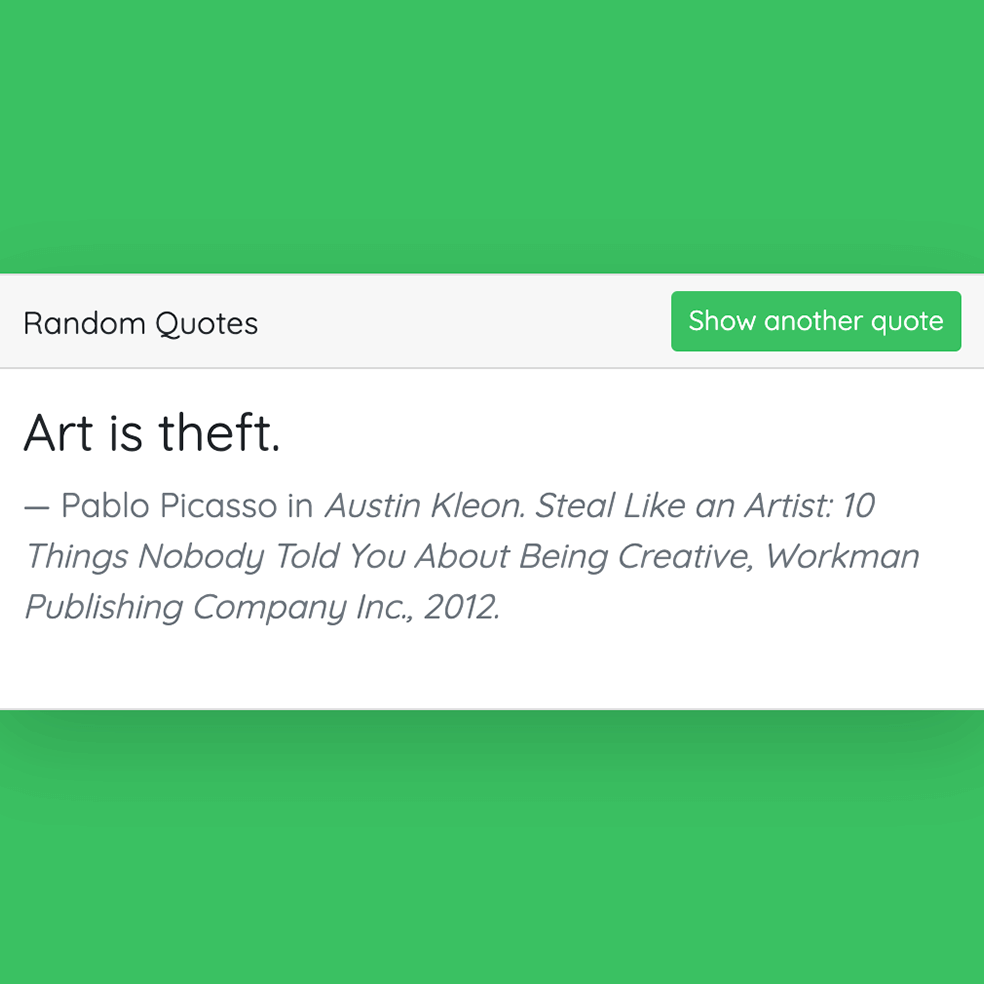 Random Quotes
Show another quote
Art is theft.
— Pablo Picasso in Austin Kleon. Steal Like an Artist: 10
Things Nobody Told You About Being Creative, Workman
Publishing Company Inc., 2012.